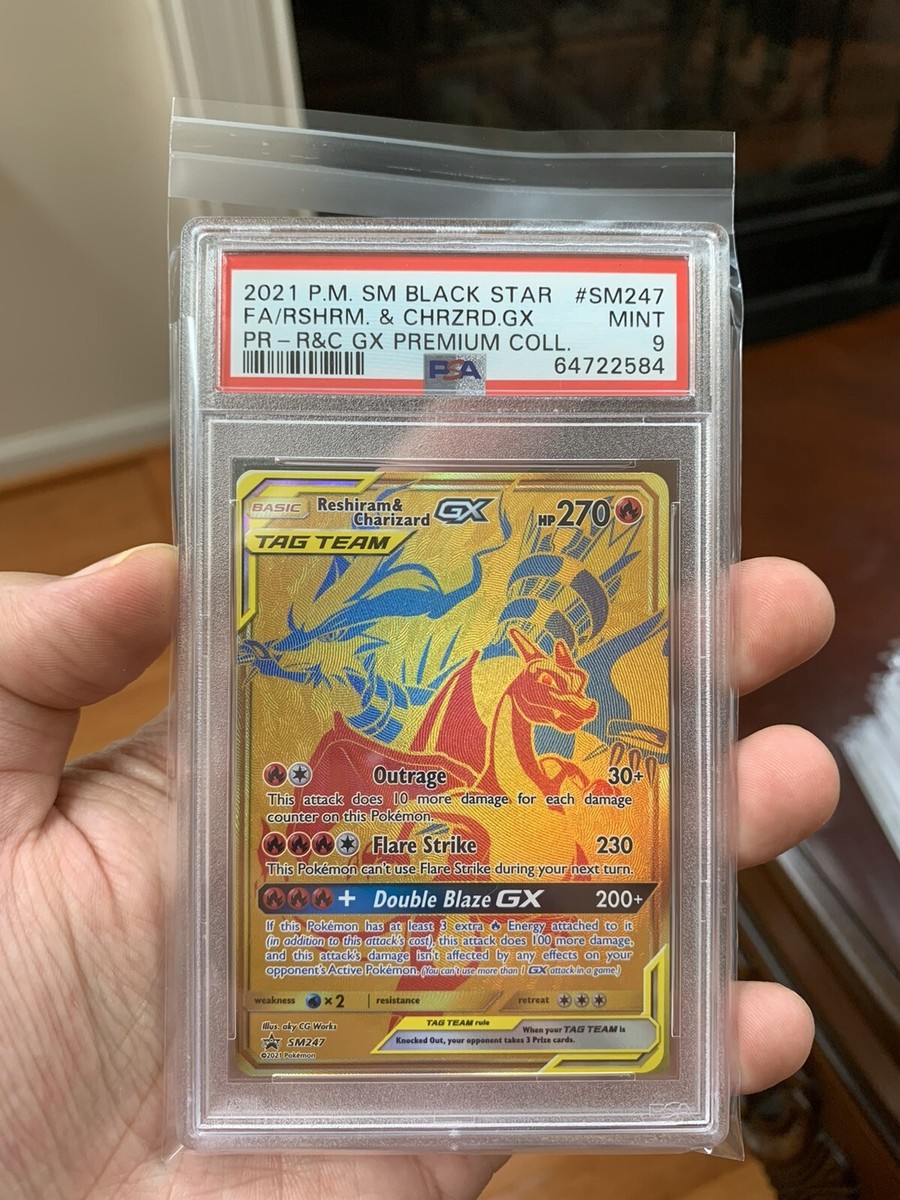 2021 P.M. SM BLACK STAR #SM247
FA/RSHRM. & CHRZRD.GX MINT
PR - R&C GX PREMIUM COLL. 9
PSA 64722584
BASIC Reshiram& Charizard GX HP 270
TAG TEAM
Outrage 30+
This attack does 10 more damage for each damage
counter on this Pokémon.
Flare Strike 230
This Pokémon can't use Flare Strike during your next turn.
+ Double Blaze GX 200+
If this Pokémon has at least 3 extra Energy attached to it
(in addition to this attack's cost), this attack does 100 more damage,
and this attack's damage isn't affected by any effects on your
opponent's Active Pokémon. (You can't use more than 1 GX attack in a game.)
weakness ×2 resistance retreat
Illus. aky CG Works
SM247
©2021 Pokémon
TAG TEAM rule
When your TAG TEAM is
Knocked Out, your opponent takes 3 Prize cards.
PSA